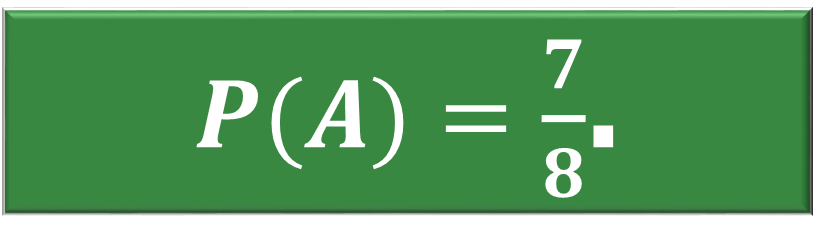 P(A) = 7/8.